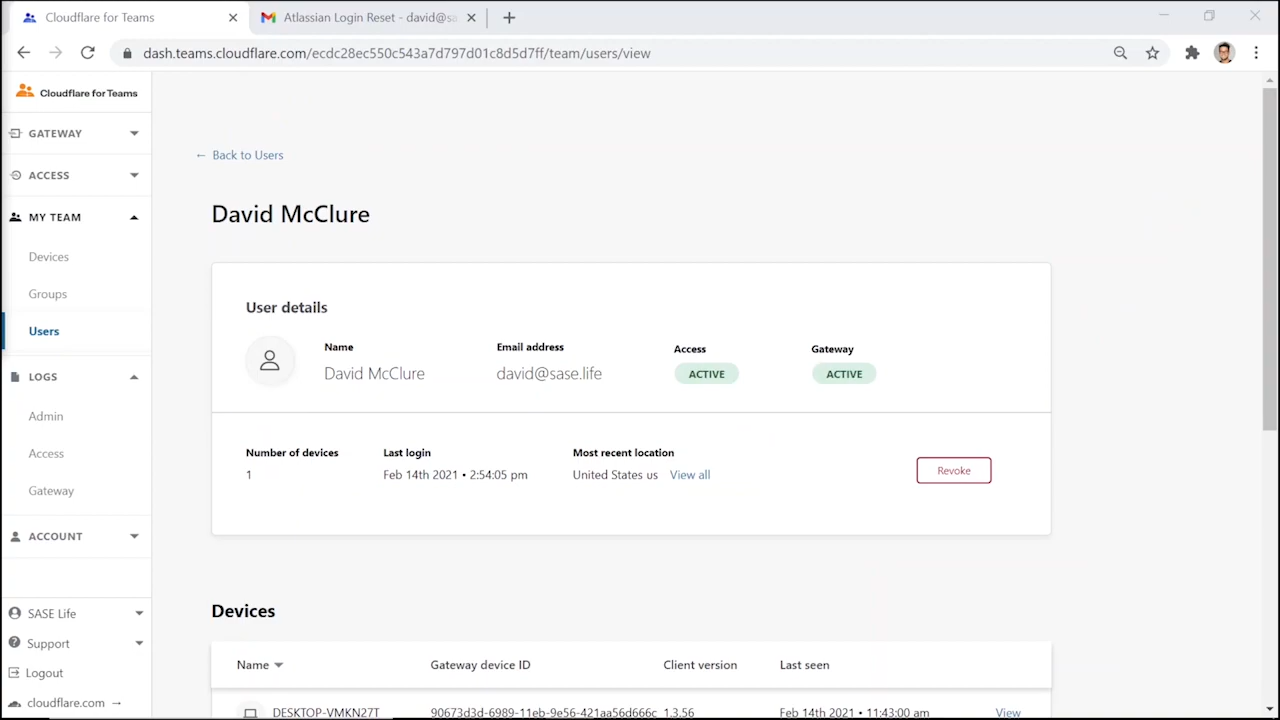 Cloudflare for Teams
Atlassian Login Reset - david@sa
dash.teams.cloudflare.com/ecdc28ec550c543a7d797d01c8d5d7ff/team/users/view
Cloudflare for Teams
GATEWAY
ACCESS
MY TEAM
Devices
Groups
Users
LOGS
Admin
Access
Gateway
ACCOUNT
SASE Life
Support
Logout
cloudflare.com →
← Back to Users
David McClure
User details
Name Email address Access Gateway
David McClure david@sase.life ACTIVE ACTIVE
Number of devices Last login Most recent location
1 Feb 14th 2021 • 2:54:05 pm United States us View all Revoke
Devices
Name Gateway device ID Client version Last seen
DESKTOP-VMKN27T 90673d3d-6989-11eb-9e56-421aa56d666c 1.3.56 Feb 14th 2021 • 11:43:00 am View